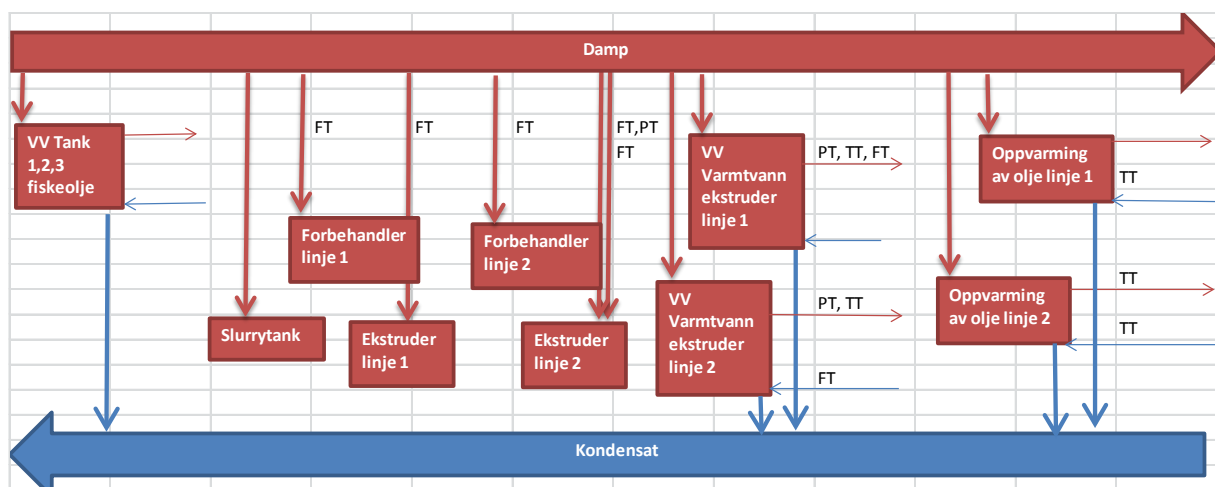 Damp
FT
FT
FT
FT,PT
FT
VV Tank
1,2,3
fiskeolje
VV
Varmtvann
ekstruder
linje 1
PT, TT, FT
Oppvarming
av olje linje 1
TT
Forbehandler
linje 1
Forbehandler
linje 2
VV
Varmtvann
ekstruder
linje 2
PT, TT
FT
Oppvarming
av olje linje 2
TT
TT
Slurrytank
Ekstruder
linje 1
Ekstruder
linje 2
Kondensat